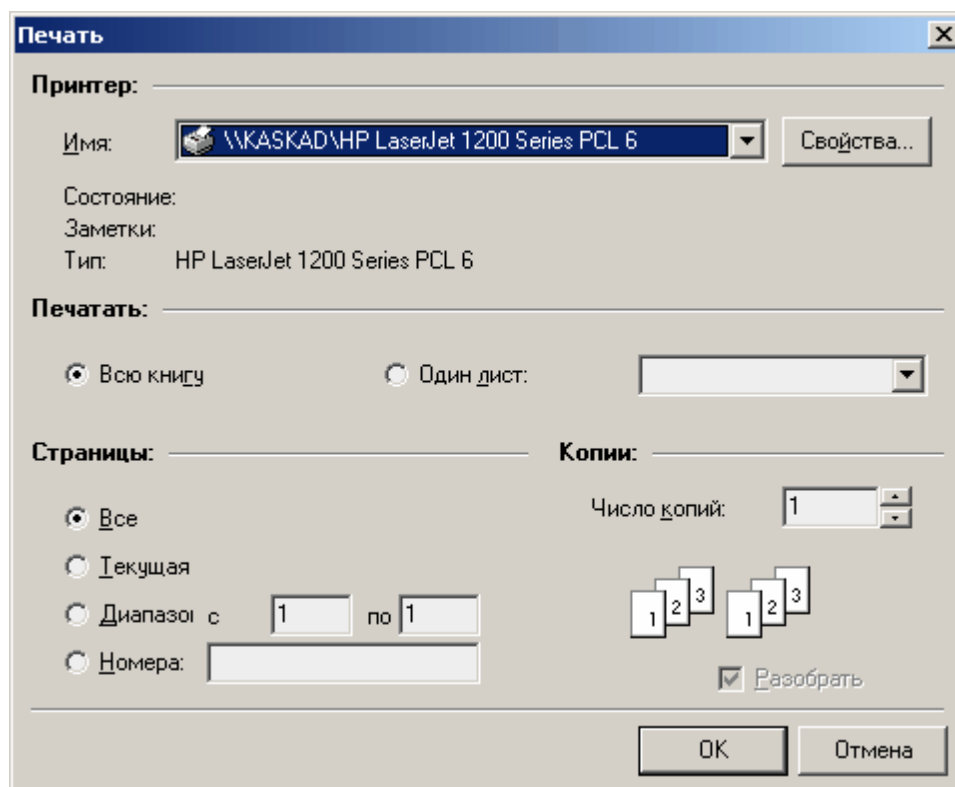 Печать
Принтер:
Имя: \\KASKAD\HP LaserJet 1200 Series PCL 6 Свойства...
Состояние:
Заметки:
Тип: HP LaserJet 1200 Series PCL 6
Печатать:
Всю книгу Один лист:
Страницы: Копии:
Все Число копий: 1
Текущая
1 2 3 1 2 3
Диапазон с 1 по 1
Номера:
Разобрать
OK Отмена